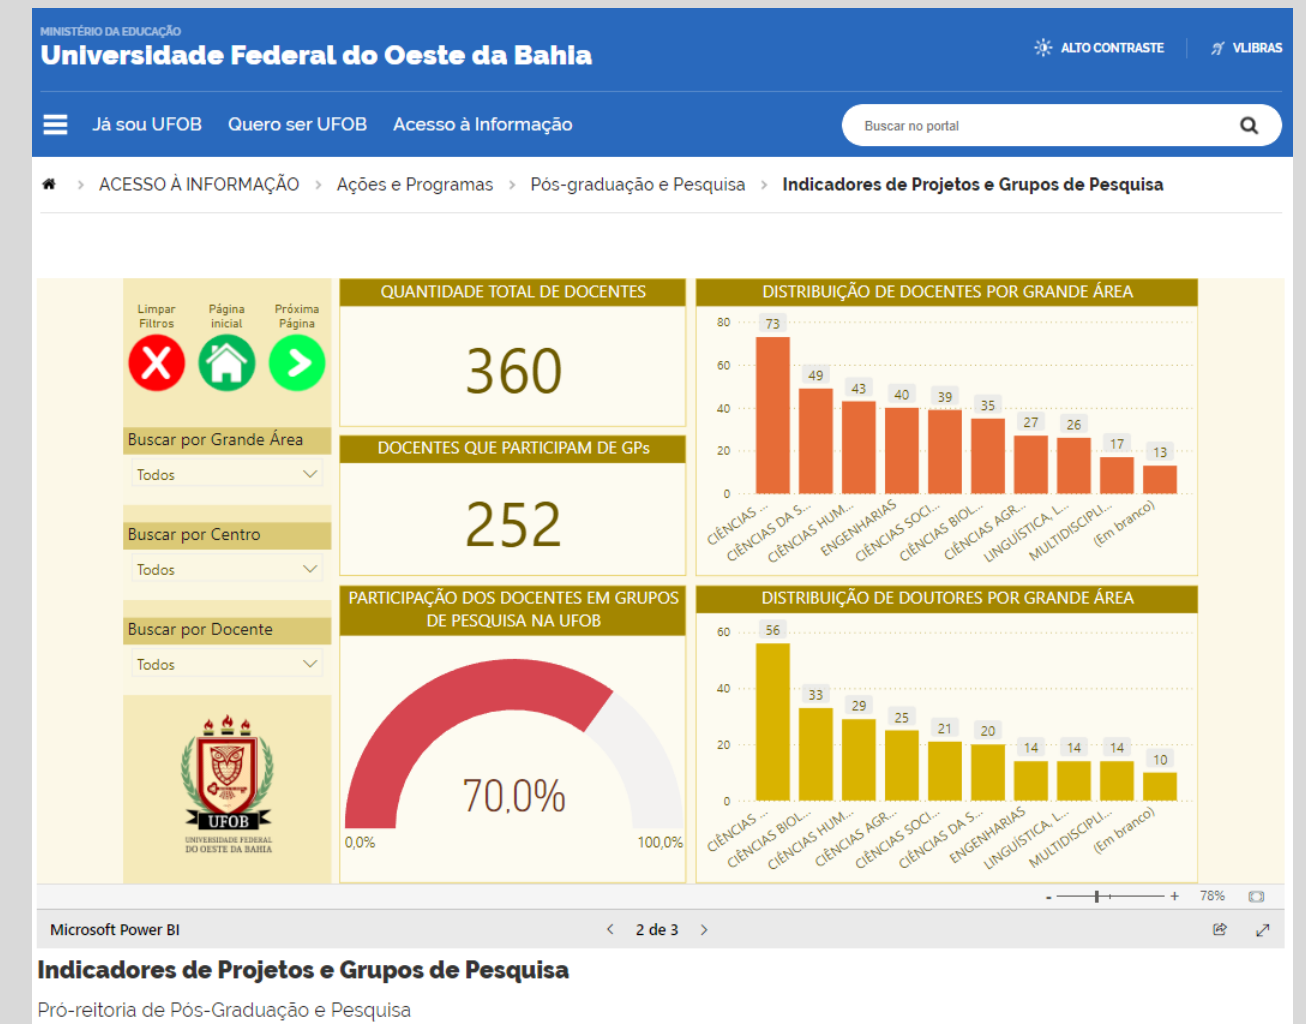 MINISTÉRIO DA EDUCAÇÃO
Universidade Federal do Oeste da Bahia
ALTO CONTRASTE
VLIBRAS
Já sou UFOB Quero ser UFOB Acesso à Informação
Buscar no portal
ACESSO À INFORMAÇÃO > Ações e Programas > Pós-graduação e Pesquisa > Indicadores de Projetos e Grupos de Pesquisa
Limpar Filtros
Página inicial
Próxima Página
Buscar por Grande Área
Todos
Buscar por Centro
Todos
Buscar por Docente
Todos
UFOB
UNIVERSIDADE FEDERAL
DO OESTE DA BAHIA
QUANTIDADE TOTAL DE DOCENTES
360
DOCENTES QUE PARTICIPAM DE GPs
252
PARTICIPAÇÃO DOS DOCENTES EM GRUPOS
DE PESQUISA NA UFOB
70,0%
0,0% 100,0%
DISTRIBUIÇÃO DE DOCENTES POR GRANDE ÁREA
80
60
40
20
0
73 49 43 40 39 35 27 26 17 13
CIÊNCIAS ...
CIÊNCIAS DA S...
CIÊNCIAS HUM...
ENGENHARIAS
CIÊNCIAS SOCI...
CIÊNCIAS BIOL...
CIÊNCIAS AGR...
LINGUÍSTICA, L...
MULTIDISCIPLI...
(Em branco)
DISTRIBUIÇÃO DE DOUTORES POR GRANDE ÁREA
60
40
20
0
56 33 29 25 21 20 14 14 14 10
CIÊNCIAS ...
CIÊNCIAS BIOL...
CIÊNCIAS HUM...
CIÊNCIAS AGR...
CIÊNCIAS SOCI...
CIÊNCIAS DA S...
ENGENHARIAS
LINGUÍSTICA, L...
MULTIDISCIPLI...
(Em branco)
- + 78%
Microsoft Power BI
< 2 de 3 >
Indicadores de Projetos e Grupos de Pesquisa
Pró-reitoria de Pós-Graduação e Pesquisa